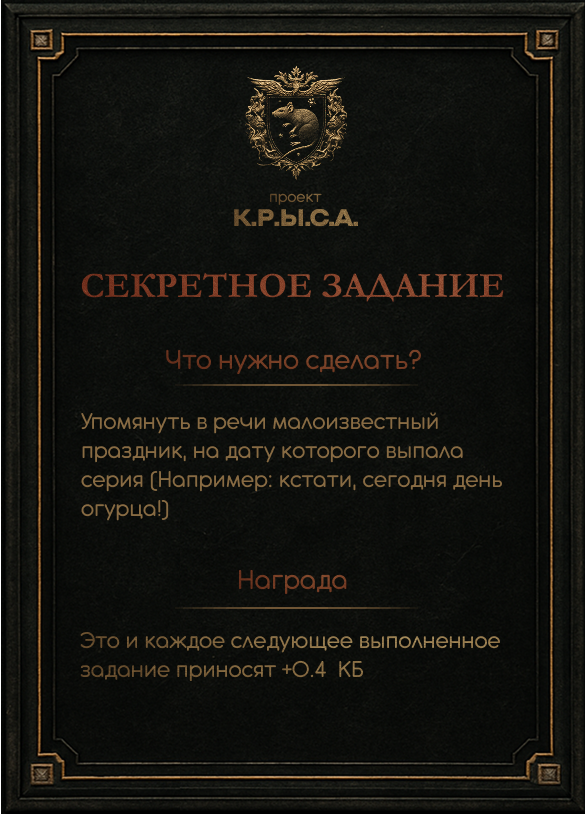 проект
К.Р.Ы.С.А.
СЕКРЕТНОЕ ЗАДАНИЕ
Что нужно сделать?
Упомянуть в речи малоизвестный
праздник, на дату которого выпала
серия (Например: кстати, сегодня день
огурца!)
Награда
Это и каждое следующее выполненное
задание приносят +0.4 КБ